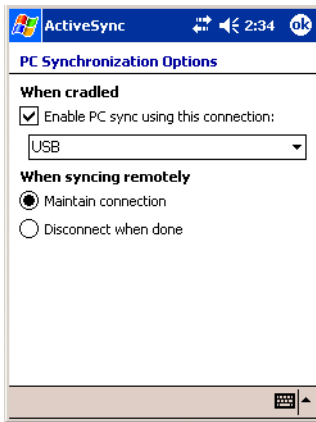 ActiveSync 2:34 ok
PC Synchronization Options
When cradled
Enable PC sync using this connection:
USB
When syncing remotely
Maintain connection
Disconnect when done